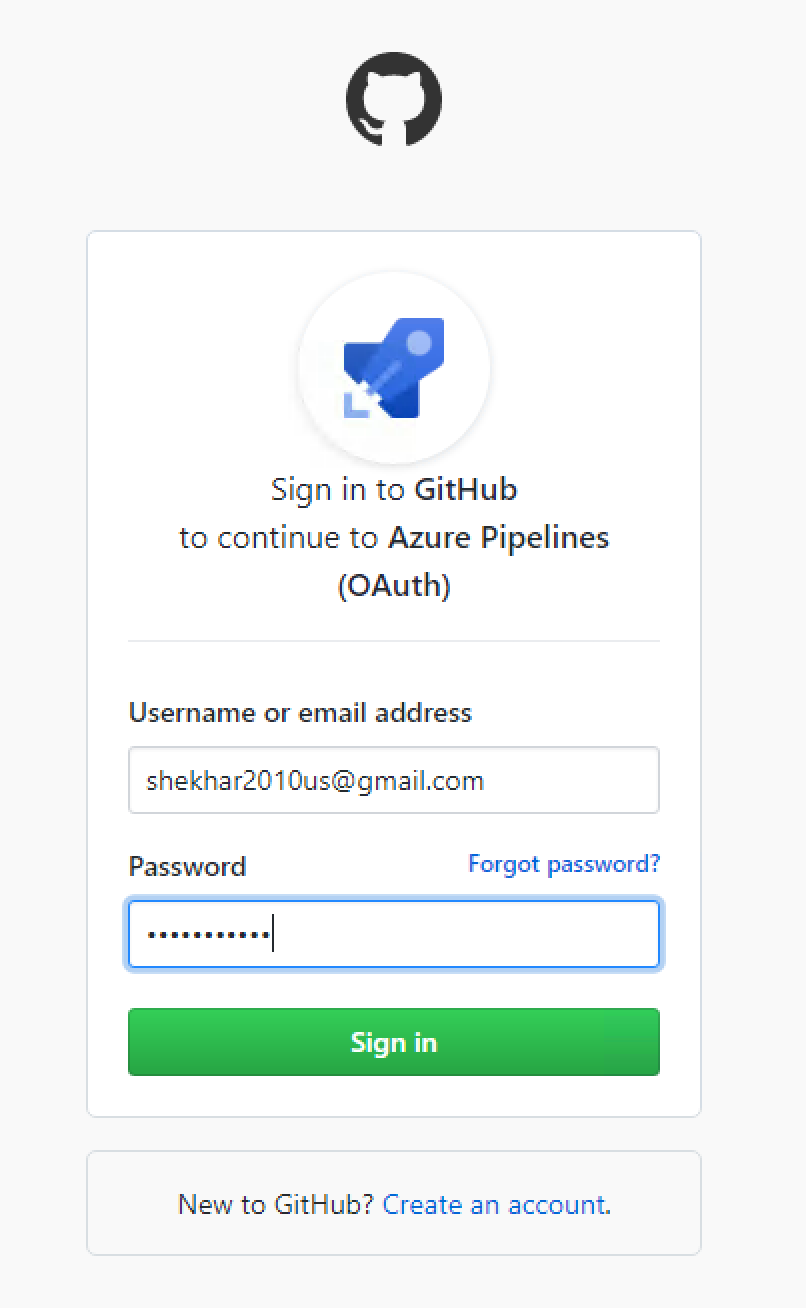 Sign in to GitHub
to continue to Azure Pipelines
(OAuth)
Username or email address
shekhar2010us@gmail.com
Password Forgot password?
•••••••••••
Sign in
New to GitHub? Create an account.